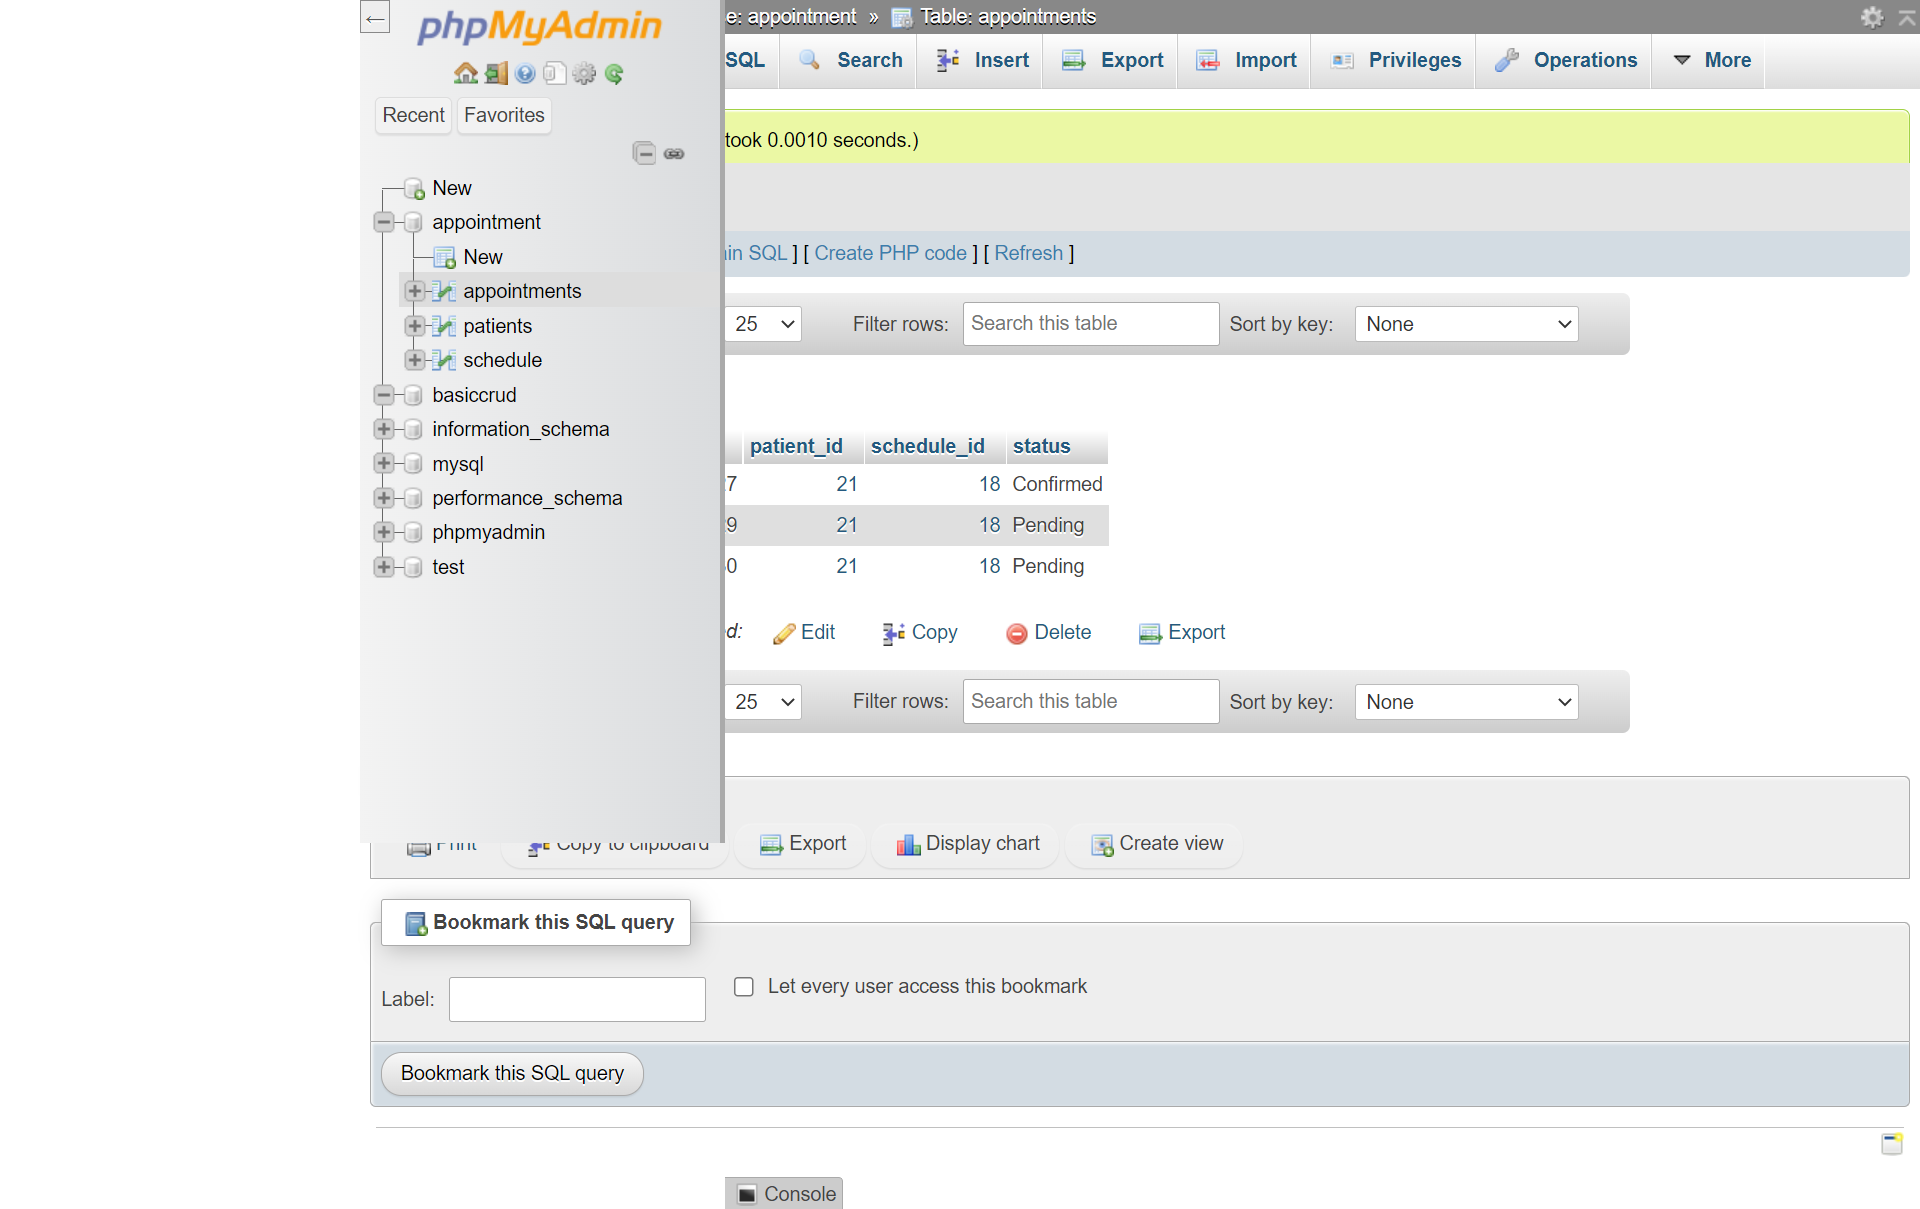 phpMyAdmin
e: appointment » Table: appointments
SQL Search Insert Export Import Privileges Operations More
Recent Favorites
took 0.0010 seconds.)
New
appointment
New
in SQL ] [ Create PHP code ] [ Refresh ]
appointments
patients
schedule
25 Filter rows: Search this table Sort by key: None
basiccrud
information_schema
mysql
performance_schema
phpmyadmin
test
patient_id schedule_id status
7 21 18 Confirmed
9 21 18 Pending
0 21 18 Pending
d: Edit Copy Delete Export
25 Filter rows: Search this table Sort by key: None
Print Copy to clipboard Export Display chart Create view
Bookmark this SQL query
Label: Let every user access this bookmark
Bookmark this SQL query
Console